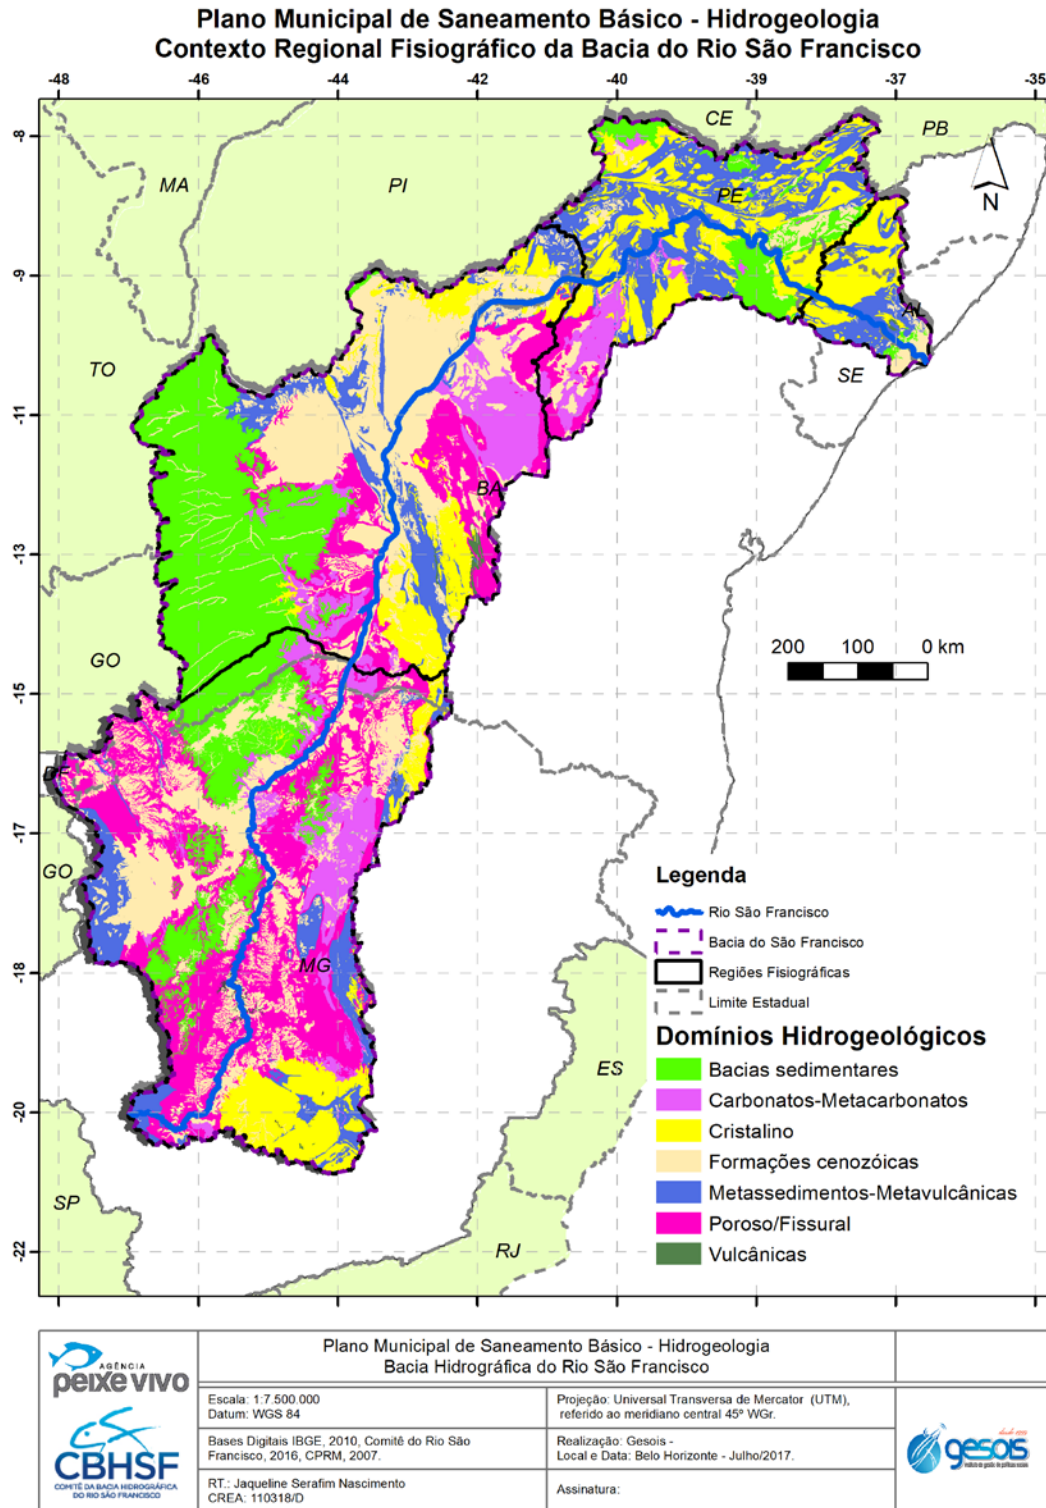 Plano Municipal de Saneamento Básico - Hidrogeologia
Contexto Regional Fisiográfico da Bacia do Rio São Francisco
-48 -46 -44 -42 -40 -39 -37 -35
-8
-9
-11
-13
-15
-17
-18
-20
-22
CE
PB
MA
PI
PE
N
AL
TO
SE
BA
GO
200 100 0 km
DF
GO
MG
ES
SP
RJ
Legenda
Rio São Francisco
Bacia do São Francisco
Regiões Fisiográficas
Limite Estadual
Domínios Hidrogeológicos
Bacias sedimentares
Carbonatos-Metacarbonatos
Cristalino
Formações cenozóicas
Metassedimentos-Metavulcânicas
Poroso/Fissural
Vulcânicas
AGÊNCIA
peixe vivo
CBHSF
COMITÊ DA BACIA HIDROGRÁFICA
DO RIO SÃO FRANCISCO
Plano Municipal de Saneamento Básico - Hidrogeologia
Bacia Hidrográfica do Rio São Francisco
Escala: 1:7.500.000
Datum: WGS 84
Projeção: Universal Transversa de Mercator (UTM),
referido ao meridiano central 45º WGr.
Bases Digitais IBGE, 2010, Comitê do Rio São
Francisco, 2016, CPRM, 2007.
Realização: Gesois -
Local e Data: Belo Horizonte - Julho/2017.
RT.: Jaqueline Serafim Nascimento
CREA: 110318/D
Assinatura:
gesois